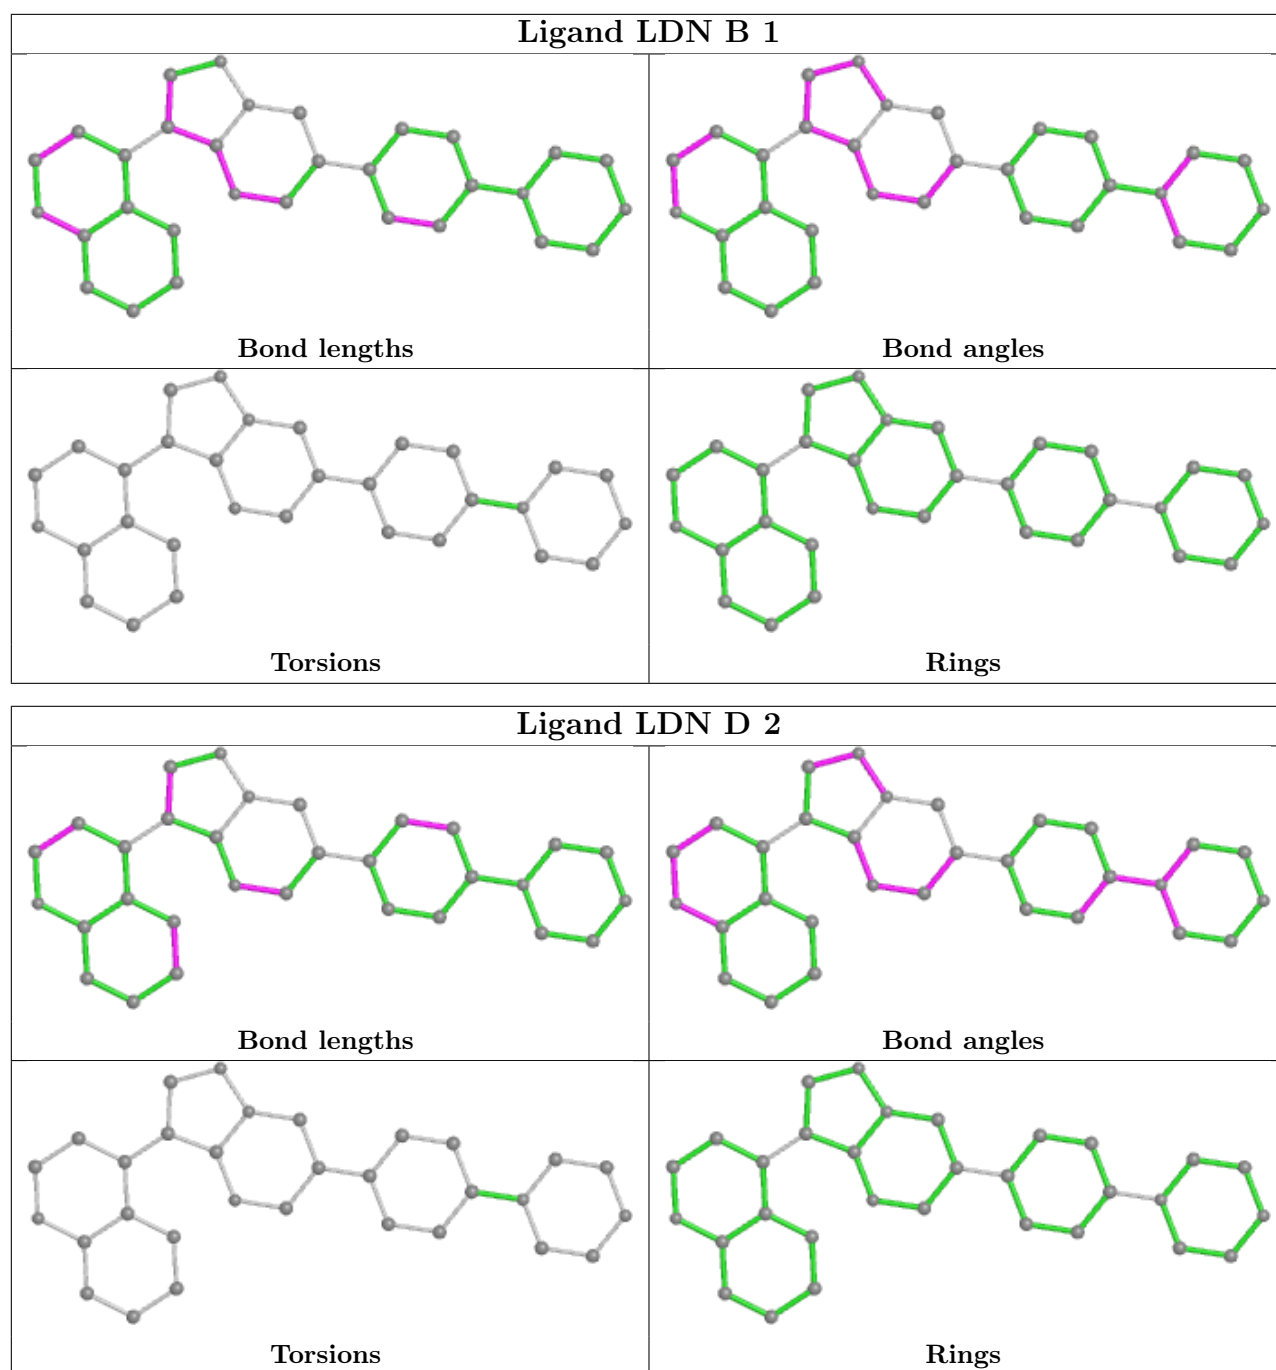 Ligand LDN B 1
Bond lengths
Bond angles
Torsions
Rings
Ligand LDN D 2
Bond lengths
Bond angles
Torsions
Rings